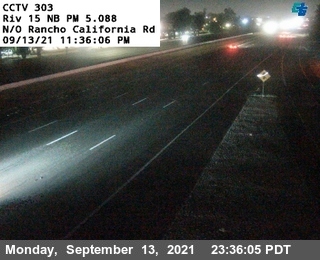 CCTV 303
Riv 15 NB PM 5.088
N/O Rancho California Rd
09/13/21 11:36:06 PM
Monday, September 13, 2021 23:36:05 PDT